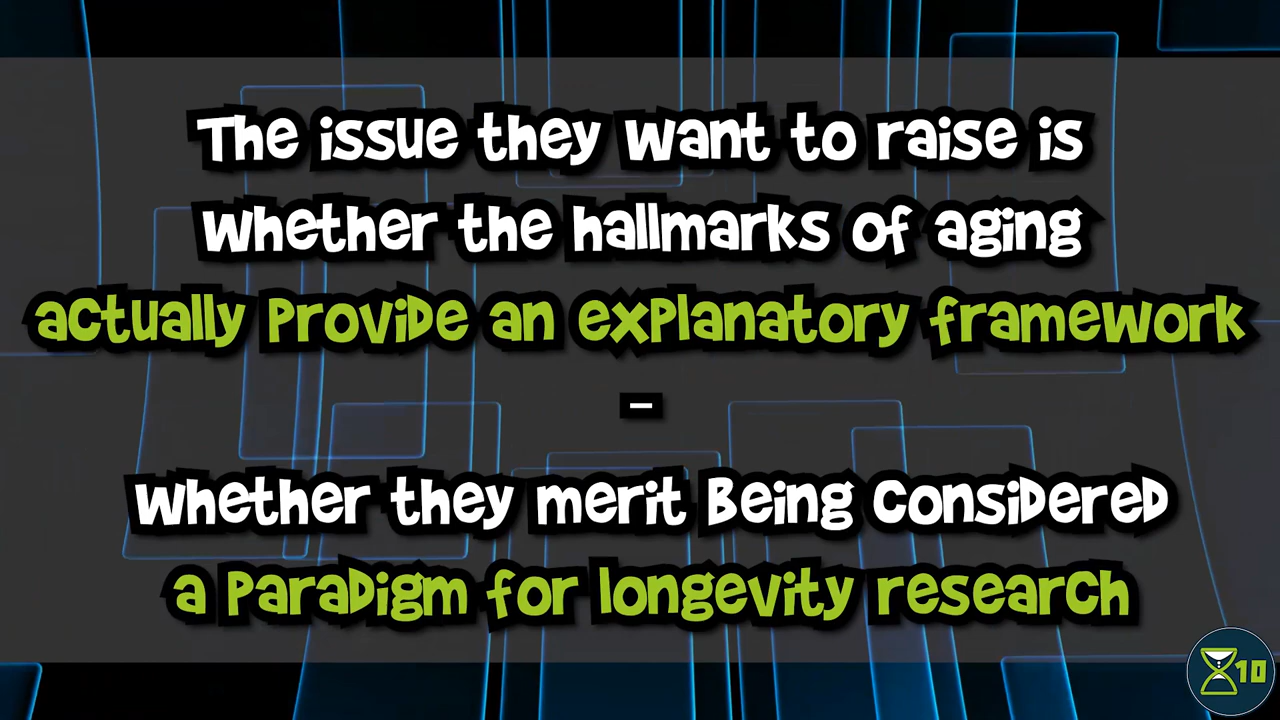 The issue they want to raise is
whether the hallmarks of aging
actually provide an explanatory framework
-
whether they merit being considered
a paradigm for longevity research
10